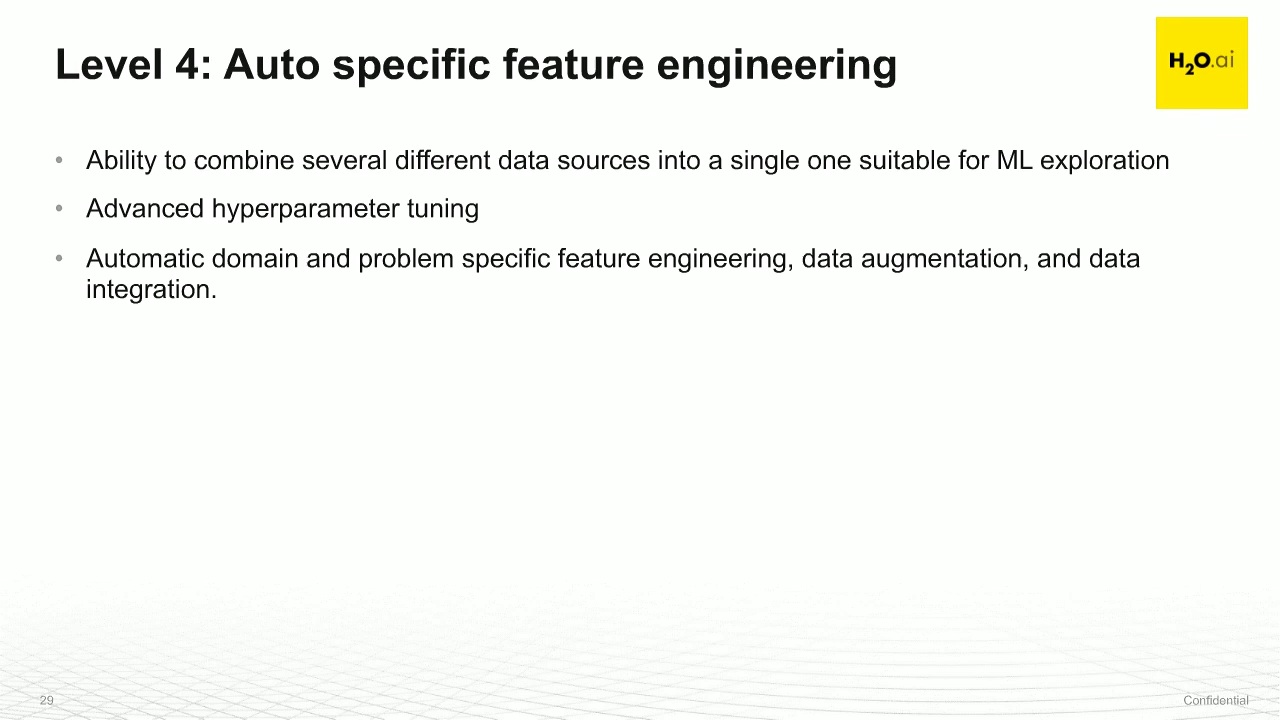 Level 4: Auto specific feature engineering
H2O.ai
• Ability to combine several different data sources into a single one suitable for ML exploration
• Advanced hyperparameter tuning
• Automatic domain and problem specific feature engineering, data augmentation, and data
integration.
29
Confidential